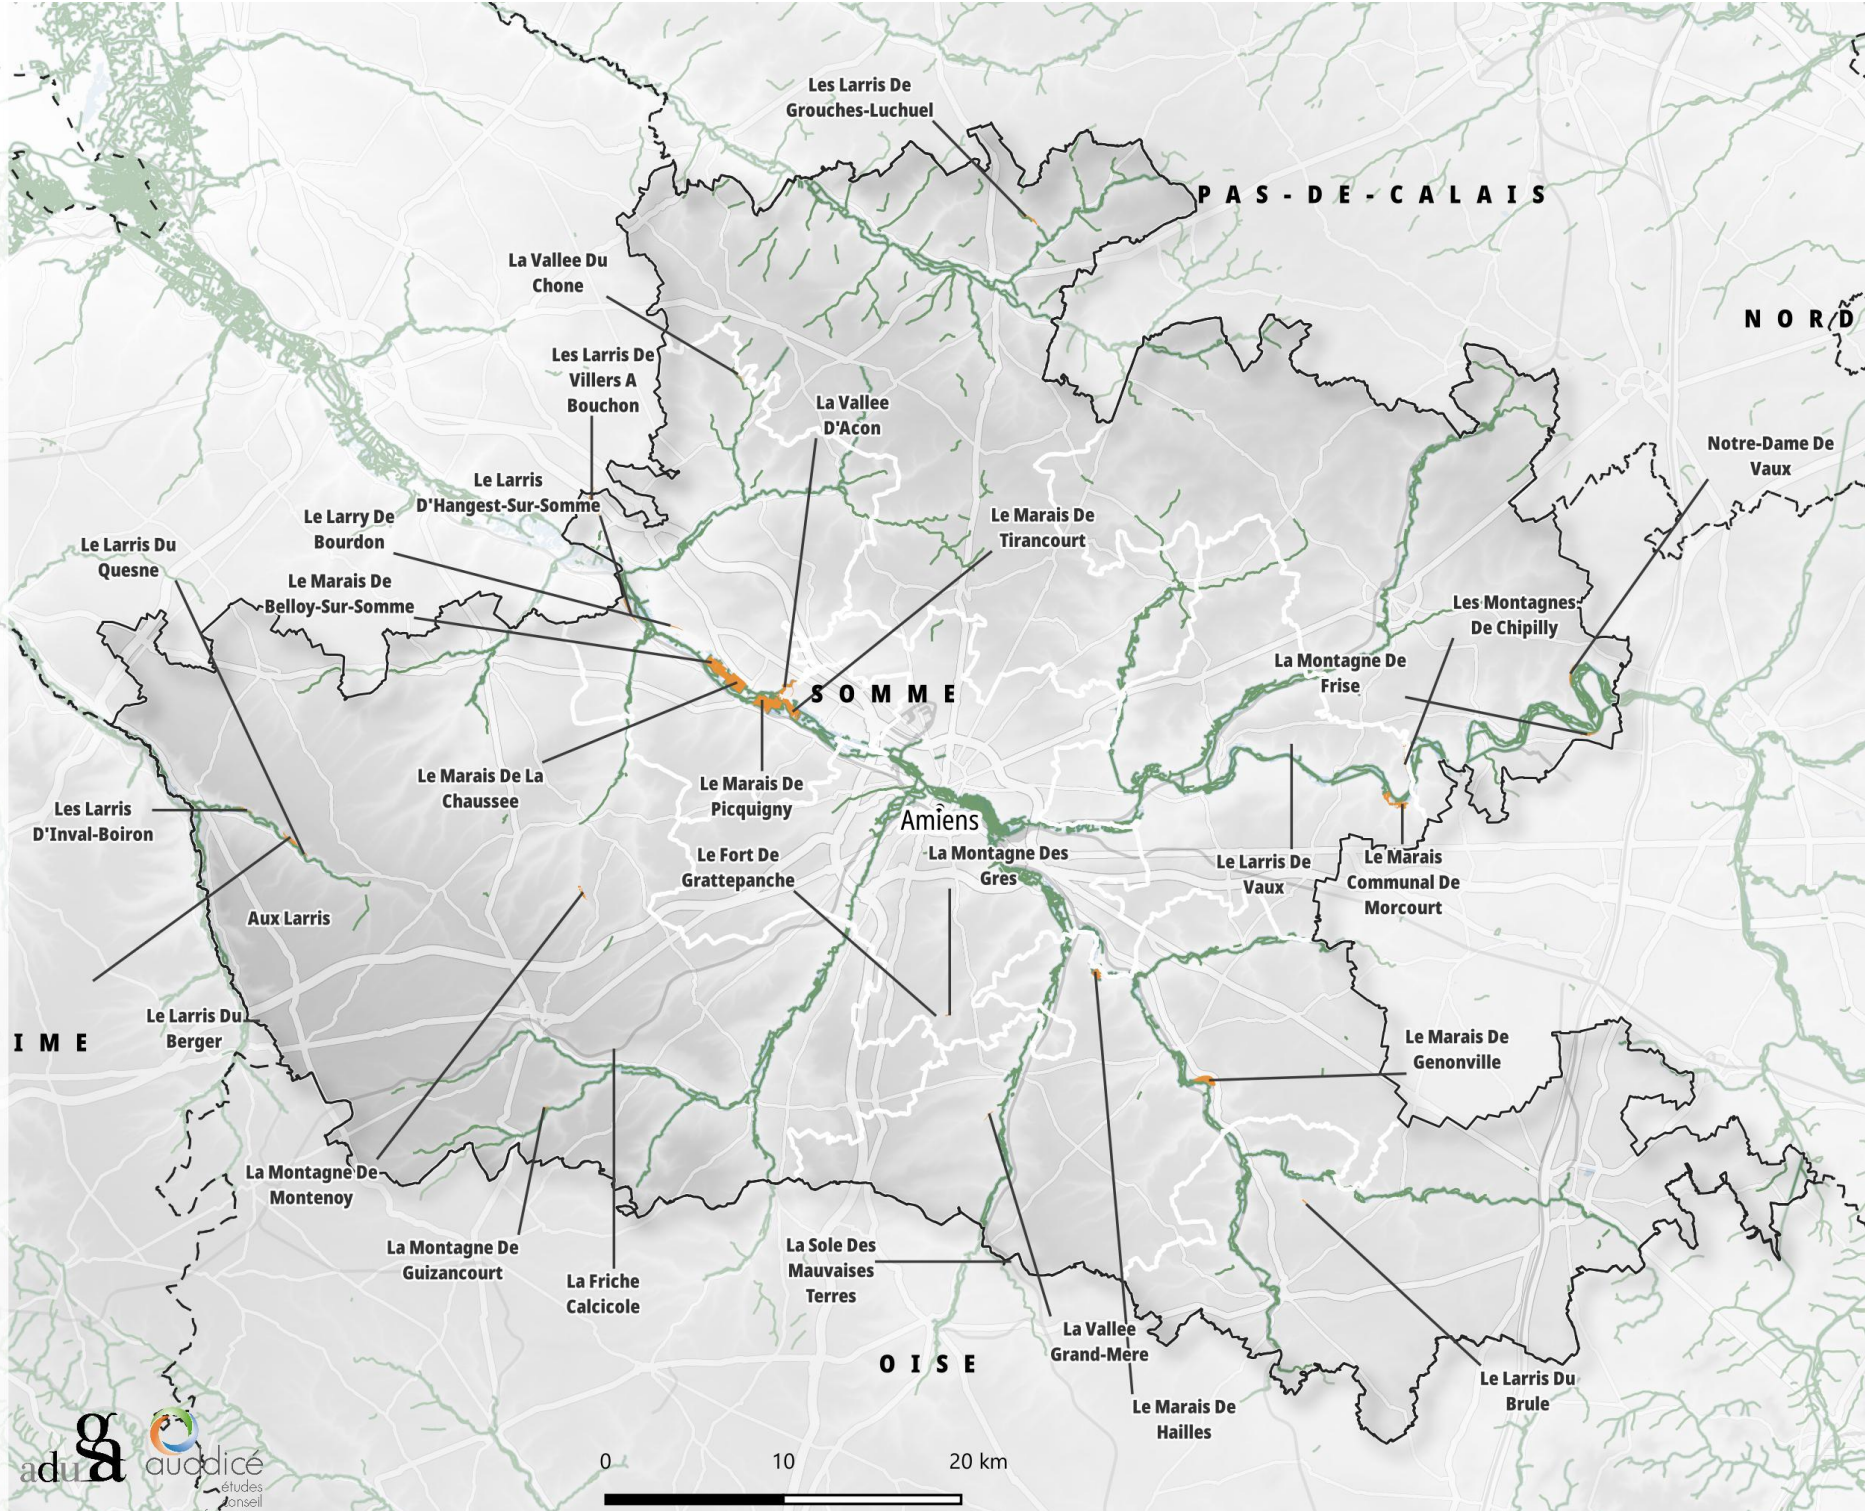 Les Larris De
Grouches-Luchuel
PAS-DE-CALAIS
La Vallee Du
Chone
NORD
Les Larris De
Villers A
Bouchon
La Vallee
D'Acon
Notre-Dame De
Vaux
Le Larris
D'Hangest-Sur-Somme
Le Larry De
Bourdon
Le Marais De
Tirancourt
Le Larris Du
Quesne
Le Marais De
Belloy-Sur-Somme
Les Montagnes
De Chipilly
La Montagne De
Frise
SOMME
Le Marais De La
Chaussee
Le Marais De
Picquigny
Les Larris
D'Inval-Boiron
Amiens
Le Fort De
Grattepanche
La Montagne Des
Gres
Le Larris De
Vaux
Le Marais
Communal De
Morcourt
Aux Larris
Le Larris Du
Berger
IME
Le Marais De
Genonville
La Montagne De
Montenoy
La Montagne De
Guizancourt
La Friche
Calcicole
La Sole Des
Mauvaises
Terres
La Vallee
Grand-Mere
OISE
Le Larris Du
Brule
Le Marais De
Hailles
adu ga
auddicé
études
conseil
0 10 20 km